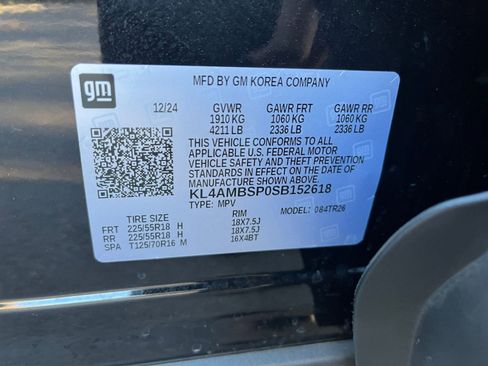 gm
MFD BY GM KOREA COMPANY
12/24 GVWR GAWR FRT GAWR RR
1910 KG 1060 KG 1060 KG
4211 LB 2336 LB 2336 LB
THIS VEHICLE CONFORMS TO ALL
APPLICABLE U.S. FEDERAL MOTOR
VEHICLE SAFETY AND THEFT PREVENTION
STANDARDS IN EFFECT ON THE DATE OF
MANUFACTURE SHOWN ABOVE.
KL4AMBSP0SB152618
TYPE: MPV MODEL: 084TR26
TIRE SIZE RIM
FRT 225/55R18 H 18X7.5J
RR 225/55R18 H 18X7.5J
SPA T125/70R16 M 16X4BT